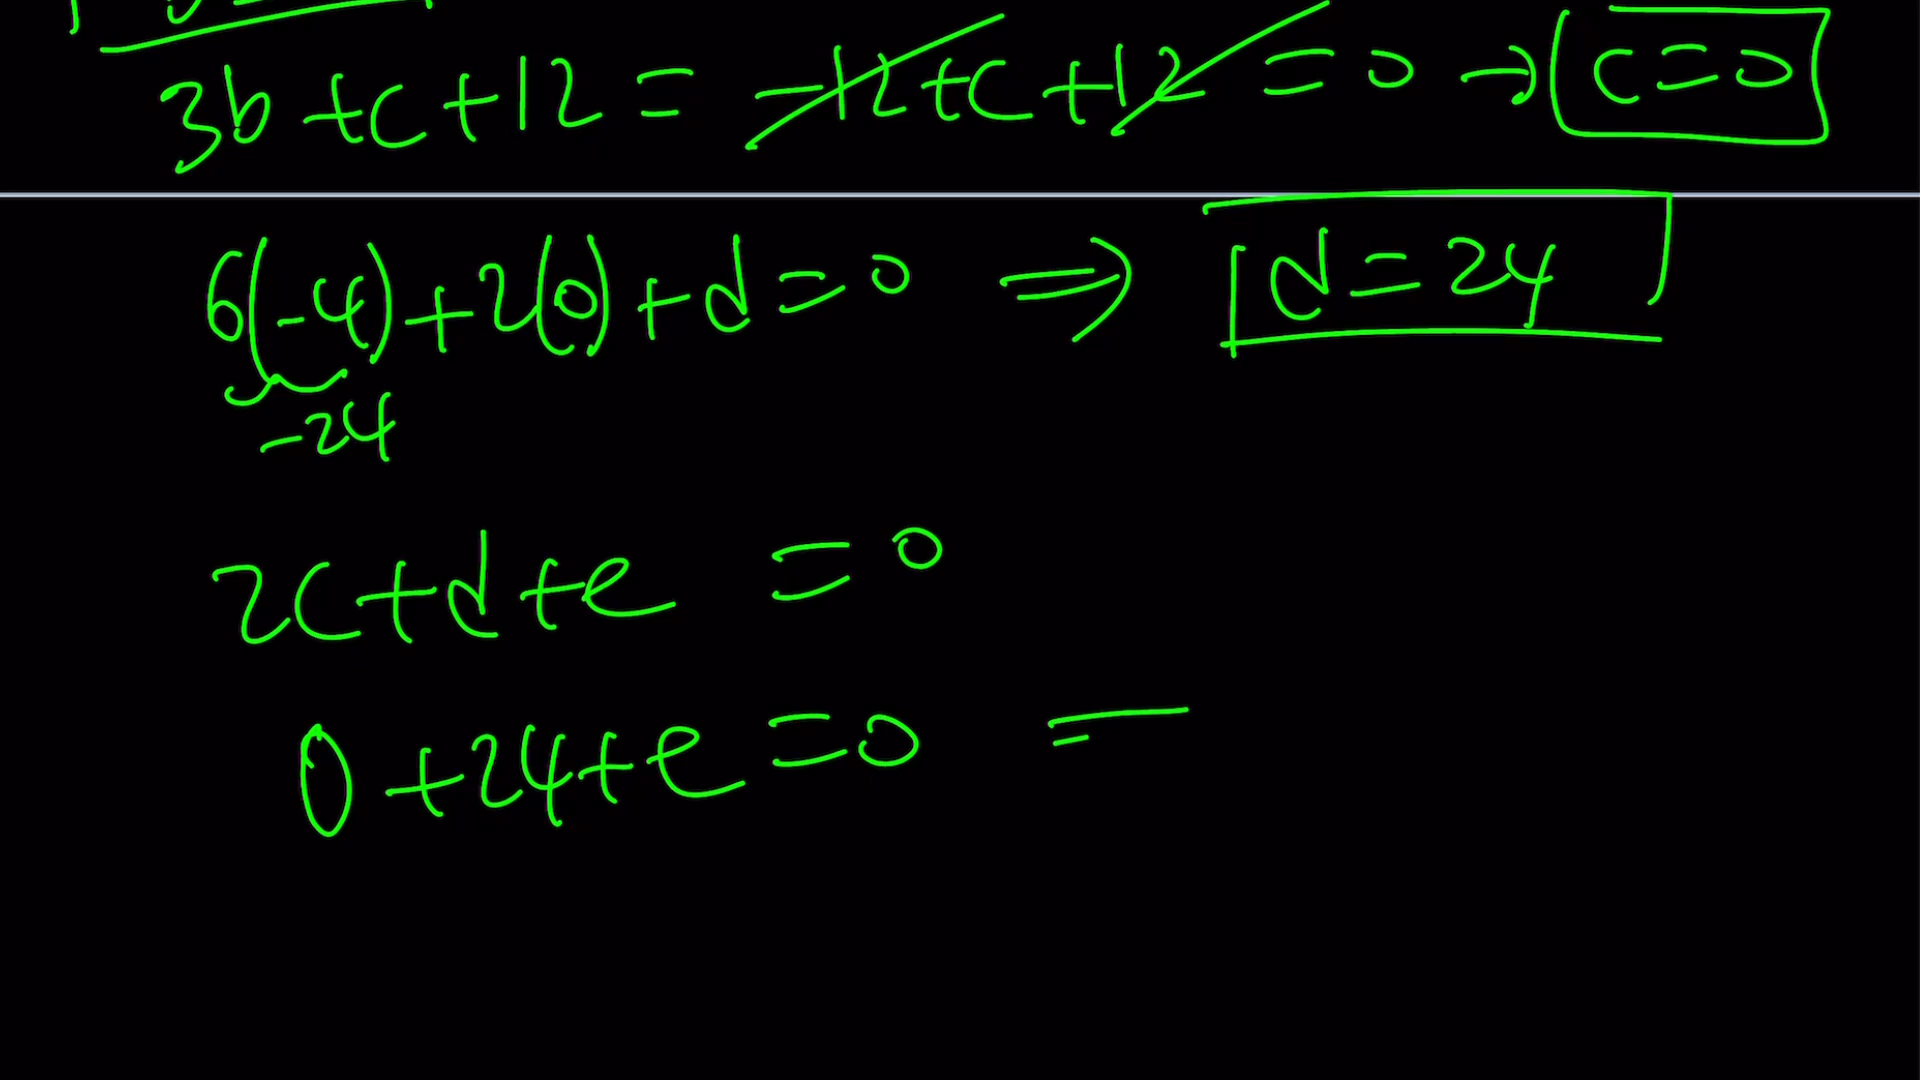 3b+c+12 = -12+c+12 = 0 → c=0
6(-4)+2(0)+d=0 ⇒ d=24
-24
2c+d+e = 0
0+24+e=0 =